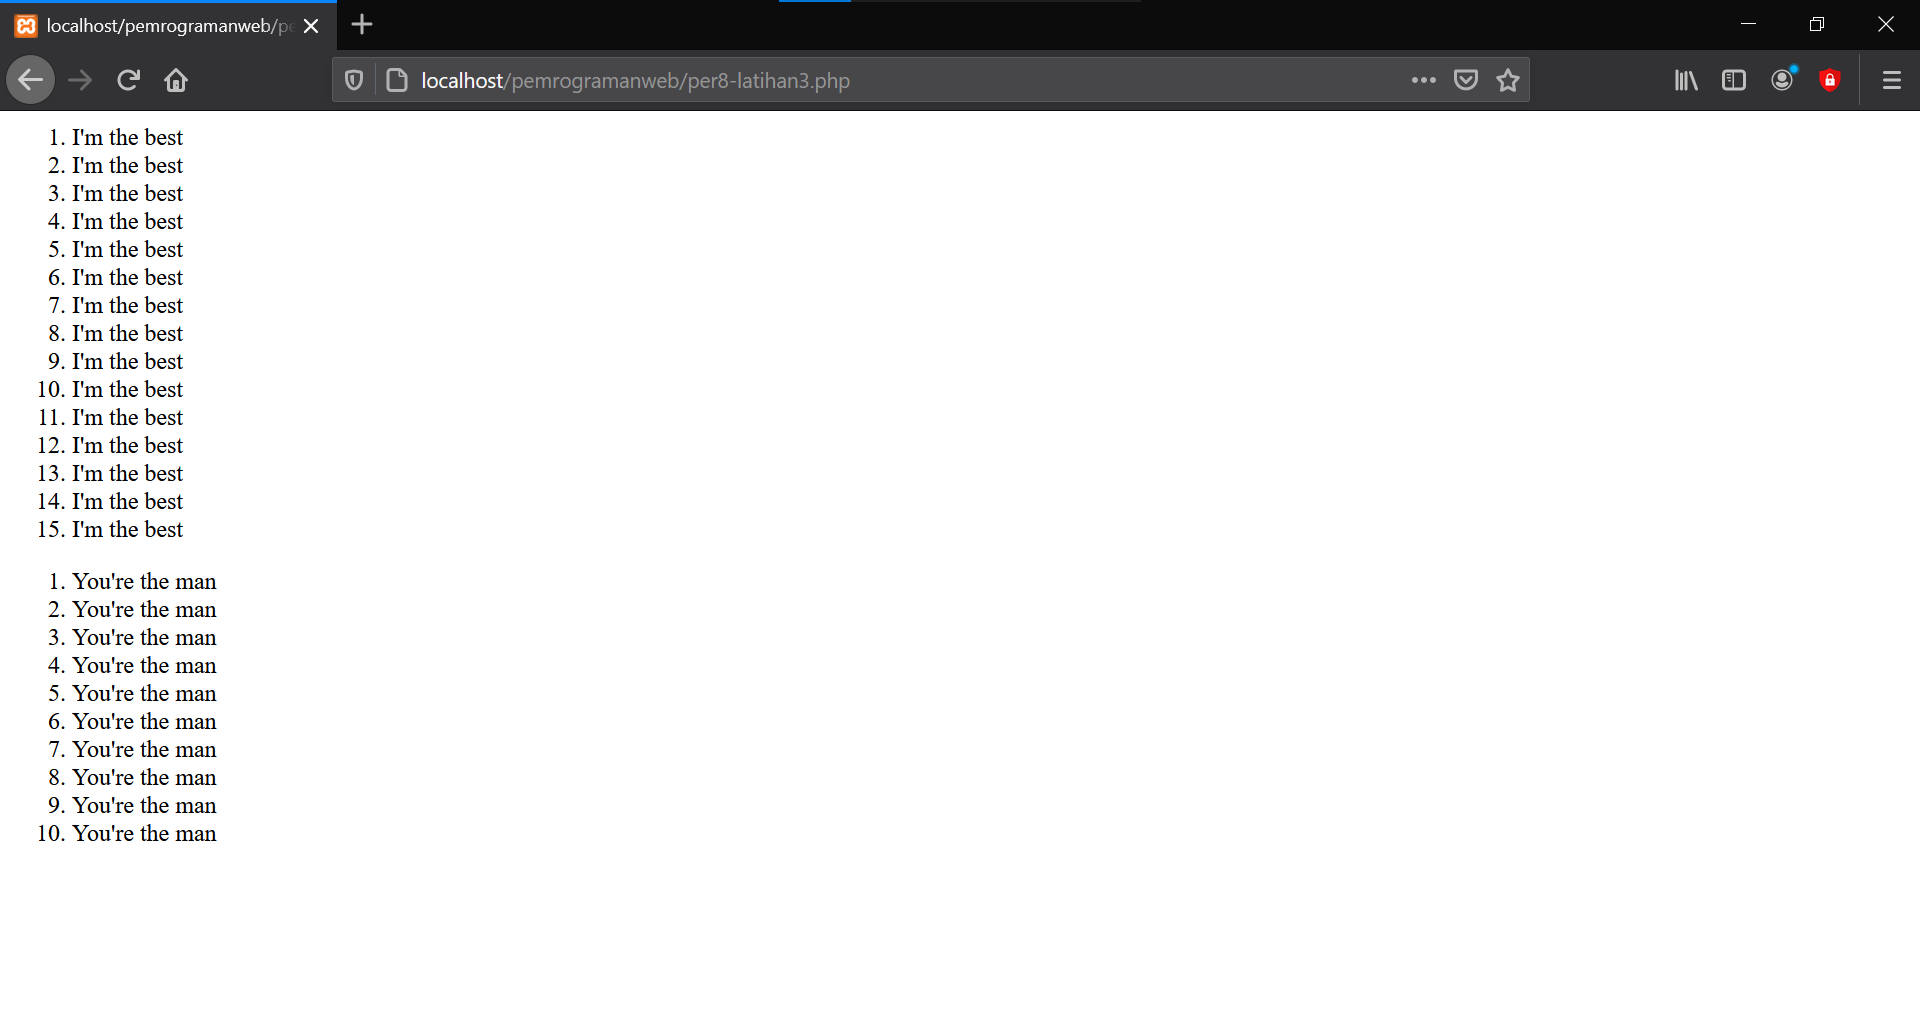 localhost/pemrogramanweb/pe
localhost/pemrogramanweb/per8-latihan3.php
1. I'm the best
2. I'm the best
3. I'm the best
4. I'm the best
5. I'm the best
6. I'm the best
7. I'm the best
8. I'm the best
9. I'm the best
10. I'm the best
11. I'm the best
12. I'm the best
13. I'm the best
14. I'm the best
15. I'm the best
1. You're the man
2. You're the man
3. You're the man
4. You're the man
5. You're the man
6. You're the man
7. You're the man
8. You're the man
9. You're the man
10. You're the man